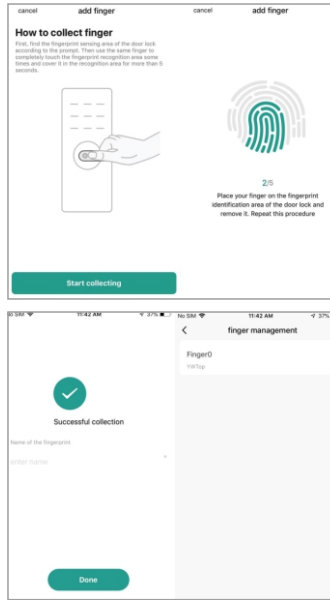 cancel add finger
How to collect finger
First, find the fingerprint sensing area of the door lock
according to the prompt. Then use the same finger to
completely touch the fingerprint recognition area some
times and cover it in the recognition area for more than 5
seconds.
Start collecting
cancel add finger
2/5
Place your finger on the fingerprint
identification area of the door lock and
remove it. Repeat this procedure
11:42 AM 37%
Successful collection
Name of the fingerprint
enter name
Done
No SIM 11:42 AM 37%
finger management
Finger0